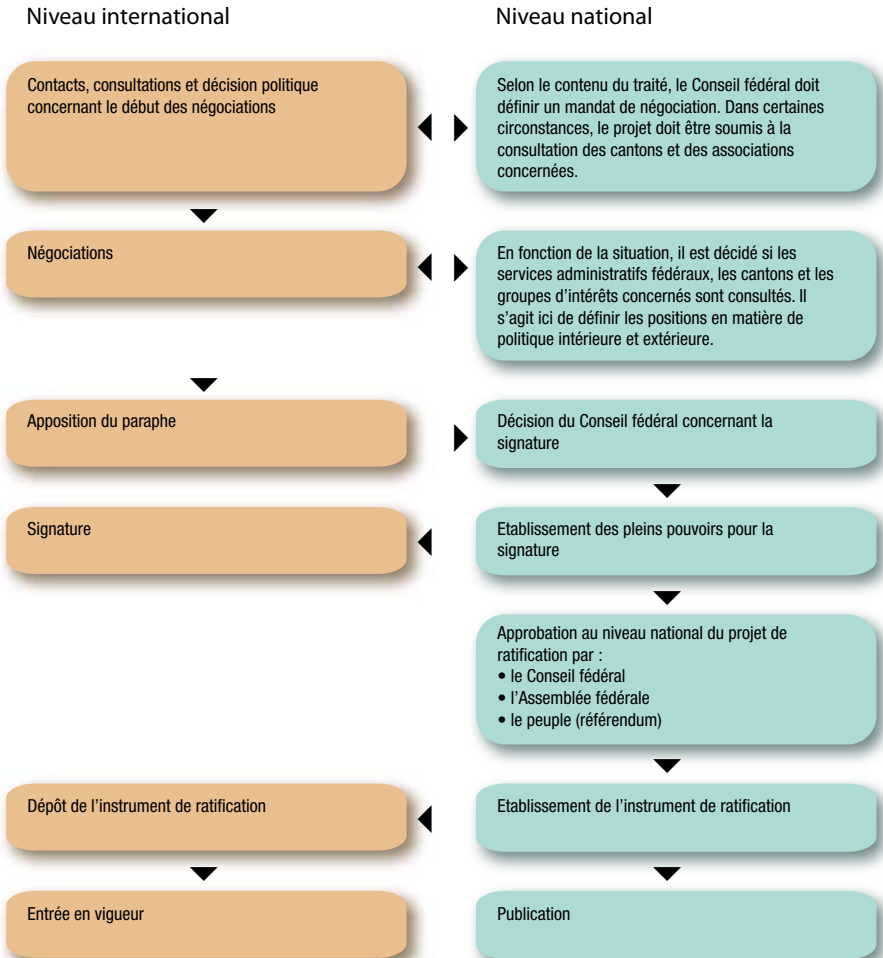 Niveau international
Niveau national
Contacts, consultations et décision politique
concernant le début des négociations
Selon le contenu du traité, le Conseil fédéral doit
définir un mandat de négociation. Dans certaines
circonstances, le projet doit être soumis à la
consultation des cantons et des associations
concernées.
Négociations
En fonction de la situation, il est décidé si les
services administratifs fédéraux, les cantons et les
groupes d’intérêts concernés sont consultés. Il
s’agit ici de définir les positions en matière de
politique intérieure et extérieure.
Apposition du paraphe
Décision du Conseil fédéral concernant la
signature
Signature
Etablissement des pleins pouvoirs pour la
signature
Approbation au niveau national du projet de
ratification par :
• le Conseil fédéral
• l’Assemblée fédérale
• le peuple (référendum)
Dépôt de l’instrument de ratification
Etablissement de l’instrument de ratification
Entrée en vigueur
Publication